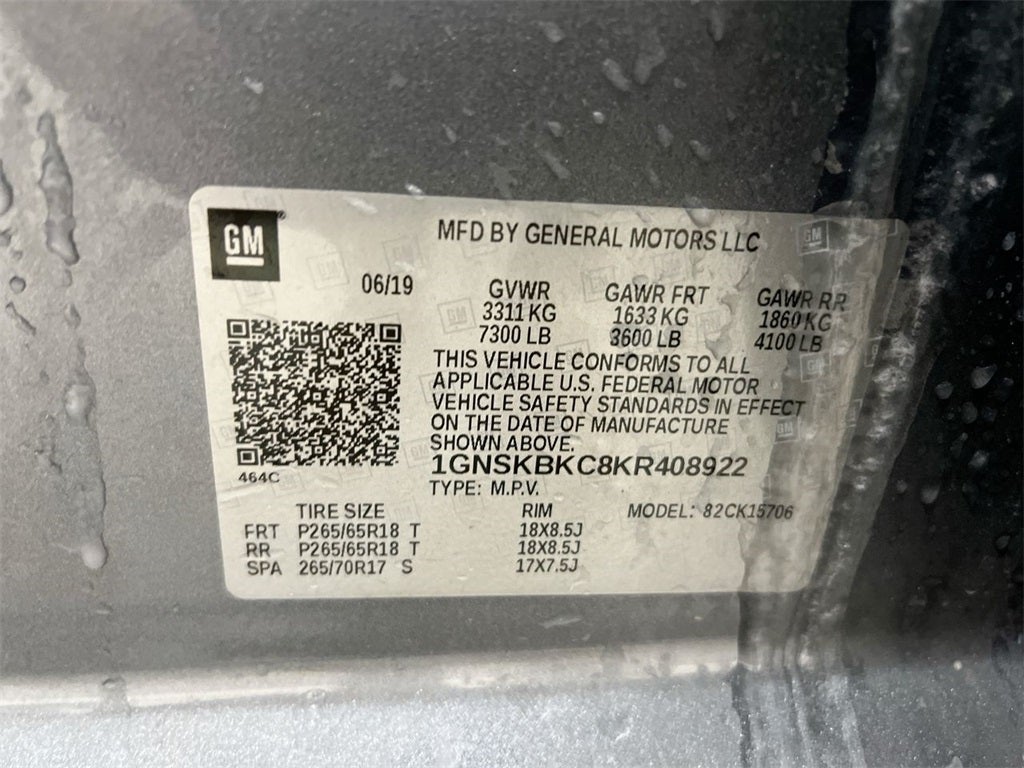 GM
MFD BY GENERAL MOTORS LLC
06/19
GVWR GAWR FRT GAWR RR
3311 KG 1633 KG 1860 KG
7300 LB 3600 LB 4100 LB
THIS VEHICLE CONFORMS TO ALL
APPLICABLE U.S. FEDERAL MOTOR
VEHICLE SAFETY STANDARDS IN EFFECT
ON THE DATE OF MANUFACTURE
SHOWN ABOVE.
464C
1GNSKBKC8KR408922
TYPE: M.P.V.
TIRE SIZE RIM MODEL: 82CK15706
FRT P265/65R18 T 18X8.5J
RR P265/65R18 T 18X8.5J
SPA 265/70R17 S 17X7.5J